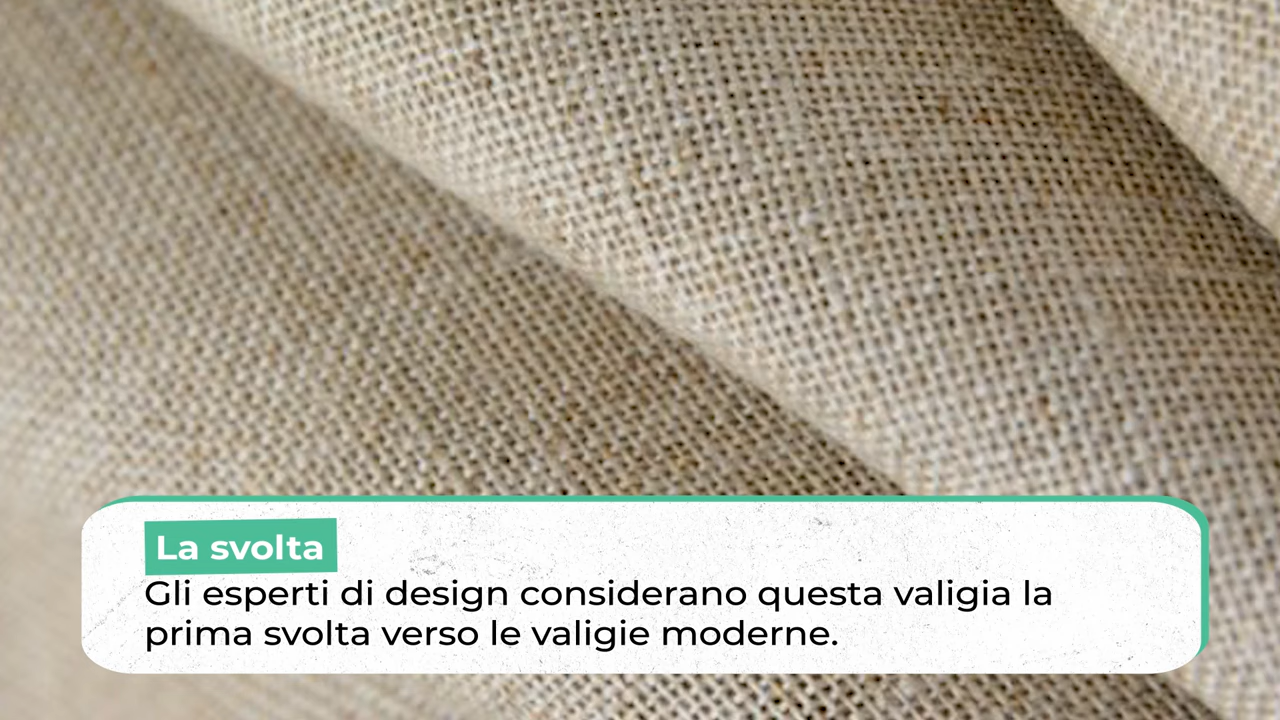 La svolta
Gli esperti di design considerano questa valigia la
prima svolta verso le valigie moderne.